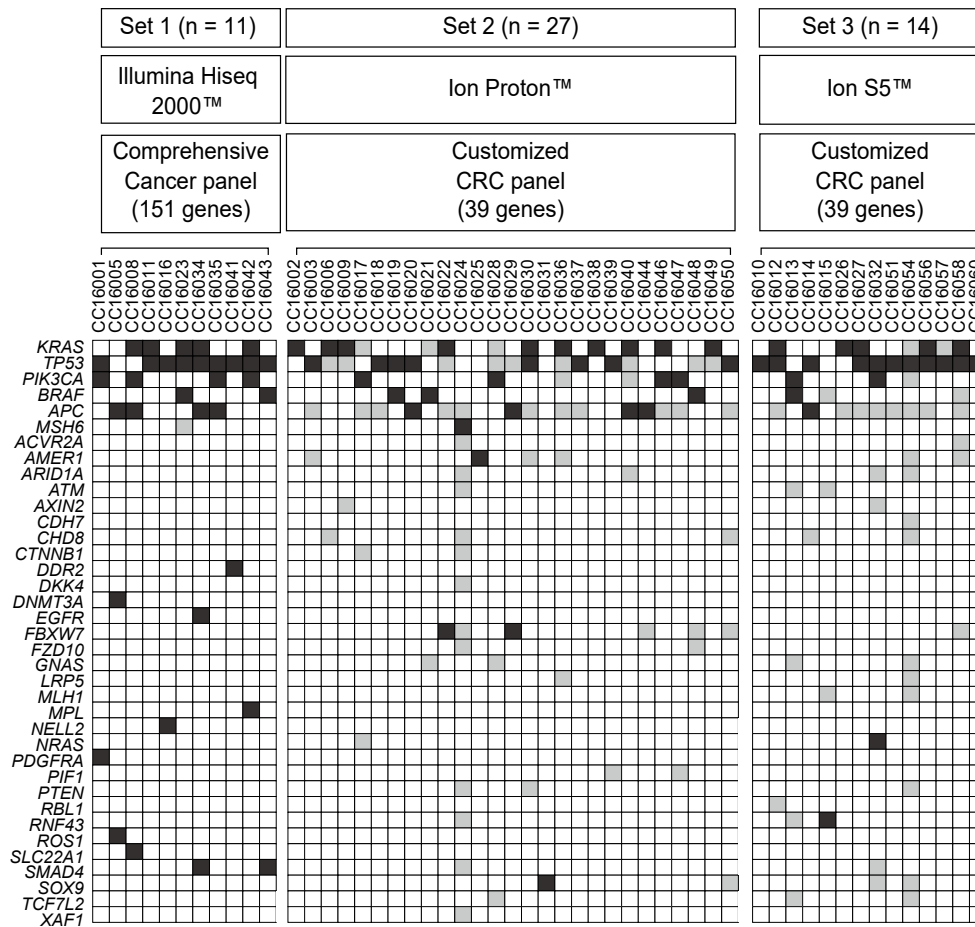 Set 1 (n = 11)
Set 2 (n = 27)
Set 3 (n = 14)
Illumina Hiseq
2000™
Ion Proton™
Ion S5™
Comprehensive
Cancer panel
(151 genes)
Customized
CRC panel
(39 genes)
Customized
CRC panel
(39 genes)
CC16001
CC16005
CC16008
CC16011
CC16016
CC16023
CC16034
CC16035
CC16041
CC16042
CC16043
CC16002
CC16003
CC16006
CC16009
CC16017
CC16018
CC16019
CC16020
CC16021
CC16022
CC16024
CC16025
CC16028
CC16029
CC16030
CC16031
CC16036
CC16037
CC16038
CC16039
CC16040
CC16044
CC16046
CC16047
CC16048
CC16049
CC16050
CC16010
CC16012
CC16013
CC16014
CC16015
CC16026
CC16027
CC16032
CC16051
CC16054
CC16056
CC16057
CC16058
KRAS
TP53
PIK3CA
BRAF
APC
MSH6
ACVR2A
AMER1
ARID1A
ATM
AXIN2
CDH7
CHD8
CTNNB1
DDR2
DKK4
DNMT3A
EGFR
FBXW7
FZD10
GNAS
LRP5
MLH1
MPL
NELL2
NRAS
PDGFRA
PIF1
PTEN
RBL1
RNF43
ROS1
SLC22A1
SMAD4
SOX9
TCF7L2
XAF1